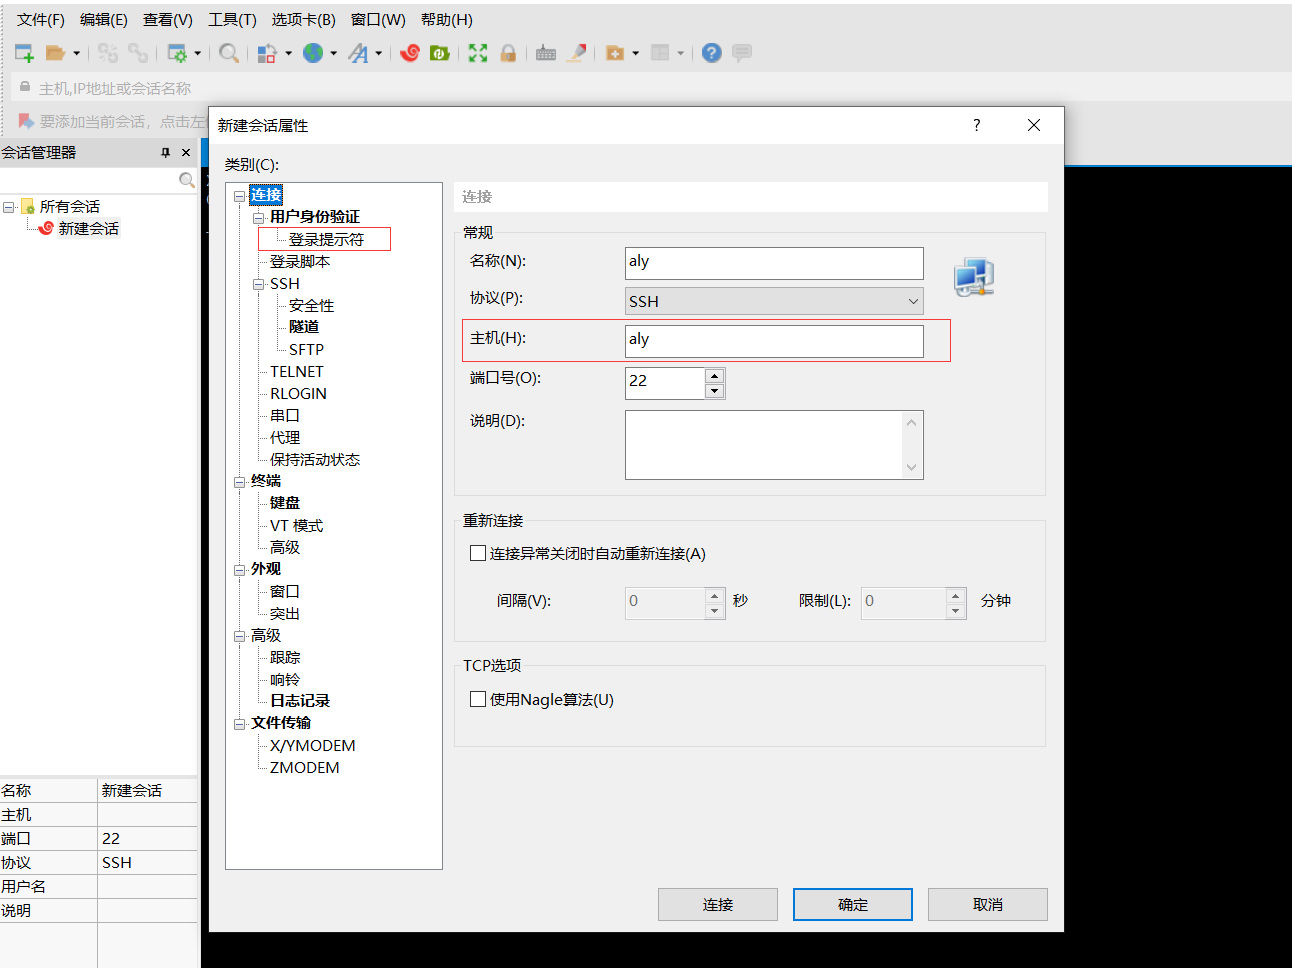 文件(F) 编辑(E) 查看(V) 工具(T) 选项卡(B) 窗口(W) 帮助(H)
主机,IP地址或会话名称
要添加当前会话，点击左
会话管理器
所有会话
新建会话
名称 新建会话
主机
端口 22
协议 SSH
用户名
说明
新建会话属性
类别(C):
连接
用户身份验证
登录提示符
登录脚本
SSH
安全性
隧道
SFTP
TELNET
RLOGIN
串口
代理
保持活动状态
终端
键盘
VT 模式
高级
外观
窗口
突出
高级
跟踪
响铃
日志记录
文件传输
X/YMODEM
ZMODEM
连接
常规
名称(N): aly
协议(P): SSH
主机(H): aly
端口号(O): 22
说明(D):
重新连接
连接异常关闭时自动重新连接(A)
间隔(V): 0 秒 限制(L): 0 分钟
TCP选项
使用Nagle算法(U)
连接 确定 取消